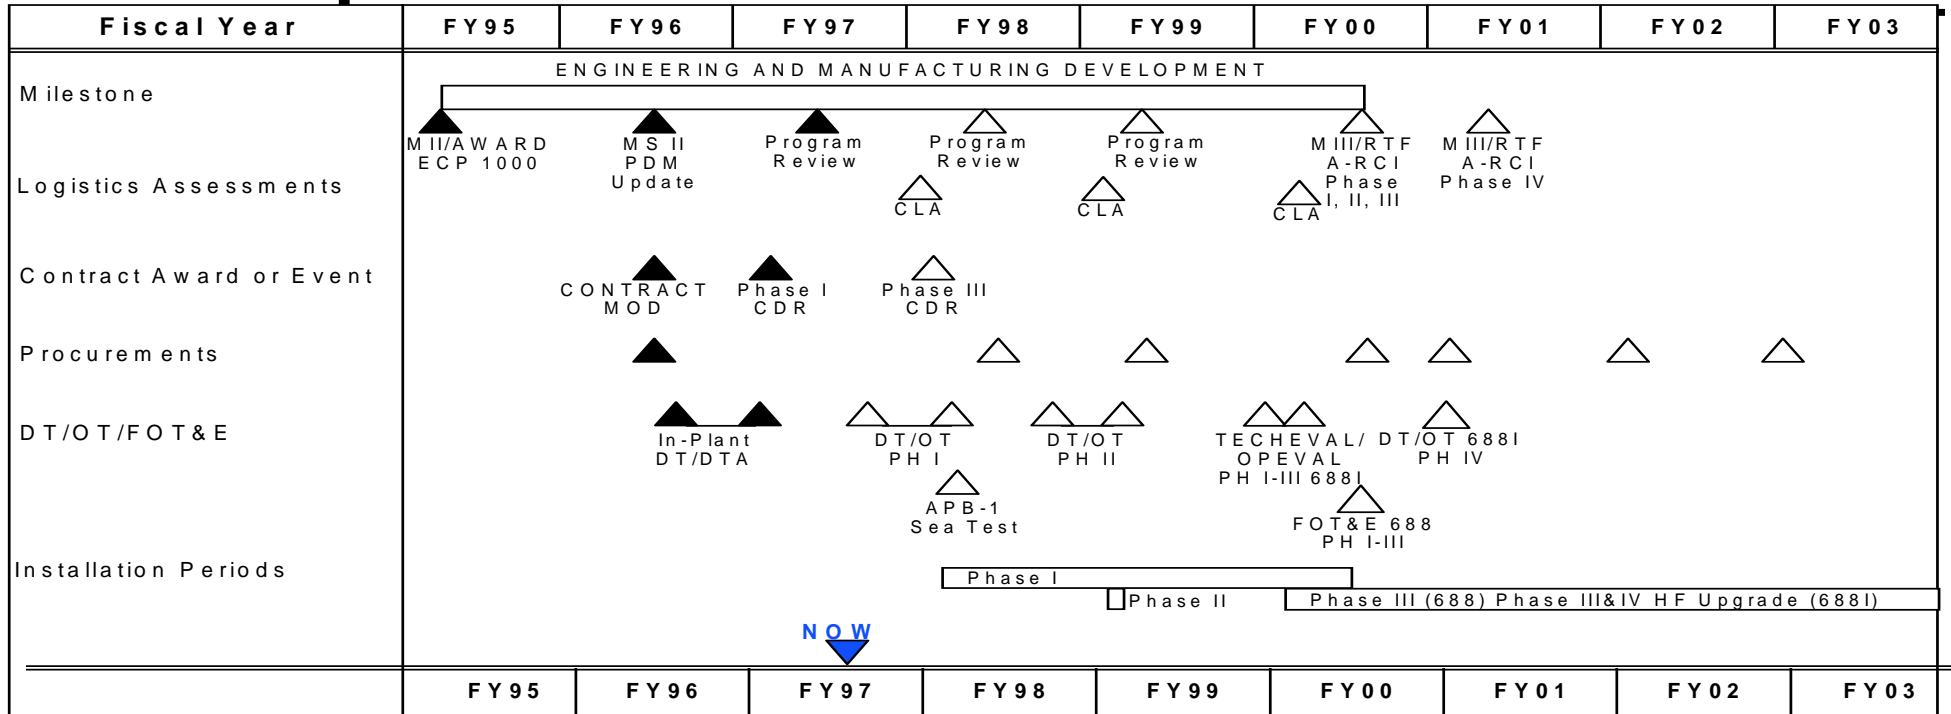 Fiscal Year FY95 FY96 FY97 FY98 FY99 FY00 FY01 FY02 FY03
ENGINEERING AND MANUFACTURING DEVELOPMENT
Milestone
MII/AWARD
ECP 1000
MS II
PDM
Update
Program
Review
Program
Review
Program
Review
MIII/RTF
A-RCI
Phase
I, II, III
MIII/RTF
A-RCI
Phase IV
Logistics Assessments
CLA
CLA
CLA
Contract Award or Event
CONTRACT
MOD
Phase I
CDR
Phase III
CDR
Procurements
DT/OT/FOT&E
In-Plant
DT/DTA
DT/OT
PH I
DT/OT
PH II
TECHEVAL/
OPEVAL
PH I-III 688I
DT/OT 688I
PH IV
APB-1
Sea Test
FOT&E 688
PH I-III
Installation Periods
Phase I
Phase II
Phase III (688) Phase III&IV HF Upgrade (688I)
NOW
FY95 FY96 FY97 FY98 FY99 FY00 FY01 FY02 FY03